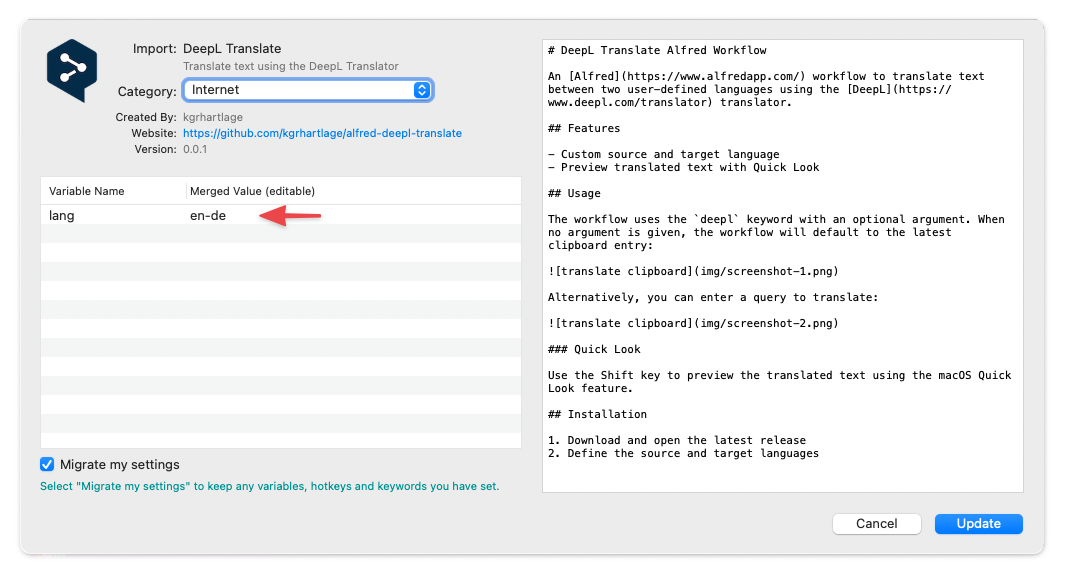 Import: DeepL Translate
Translate text using the DeepL Translator
Category: Internet
Created By: kgrhartlage
Website: https://github.com/kgrhartlage/alfred-deepl-translate
Version: 0.0.1
Variable Name Merged Value (editable)
lang en-de
Migrate my settings
Select "Migrate my settings" to keep any variables, hotkeys and keywords you have set.
# DeepL Translate Alfred Workflow
An [Alfred](https://www.alfredapp.com/) workflow to translate text
between two user-defined languages using the [DeepL](https://
www.deepl.com/translator) translator.
## Features
- Custom source and target language
- Preview translated text with Quick Look
## Usage
The workflow uses the `deepl` keyword with an optional argument. When
no argument is given, the workflow will default to the latest
clipboard entry:
![translate clipboard](img/screenshot-1.png)
Alternatively, you can enter a query to translate:
![translate clipboard](img/screenshot-2.png)
### Quick Look
Use the Shift key to preview the translated text using the macOS Quick
Look feature.
## Installation
1. Download and open the latest release
2. Define the source and target languages
Cancel Update